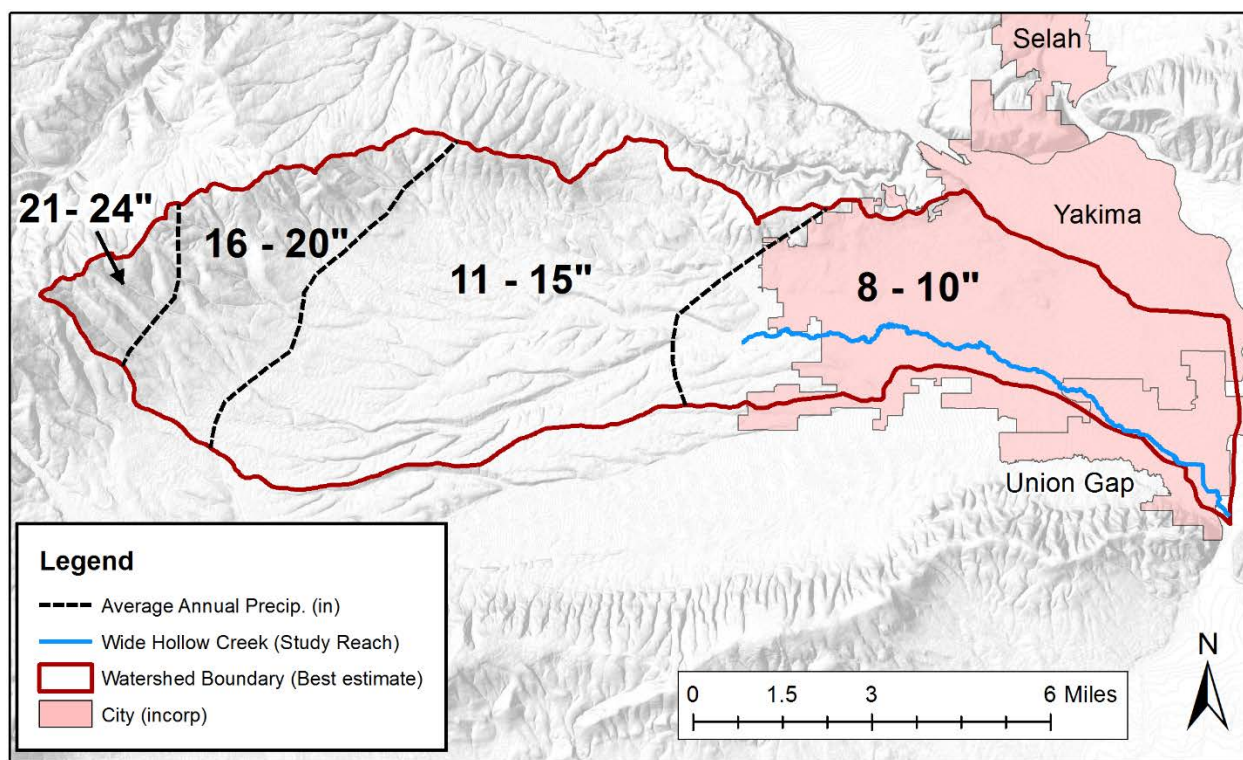 Selah
Yakima
21- 24"
16 - 20"
11 - 15"
8 - 10"
Union Gap
Legend
Average Annual Precip. (in)
Wide Hollow Creek (Study Reach)
Watershed Boundary (Best estimate)
City (incorp)
0 1.5 3 6 Miles
N